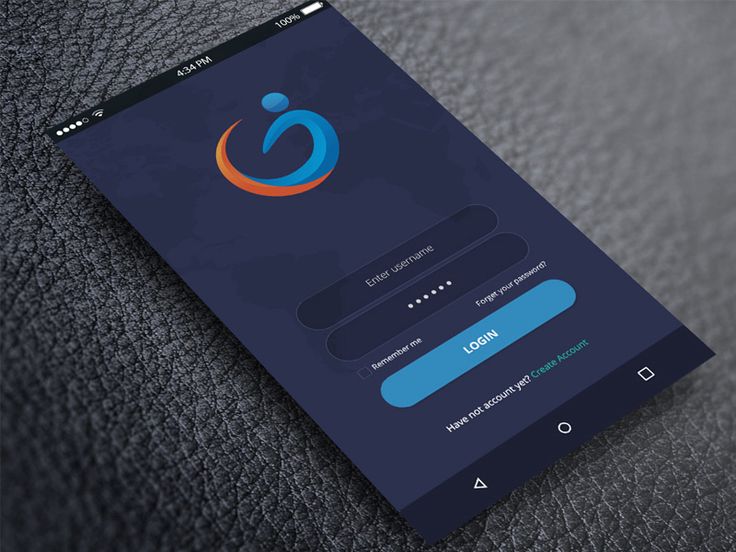 4:34 PM
100%
Enter username
Forget your password?
Remember me
LOGIN
Have not account yet? Create Account